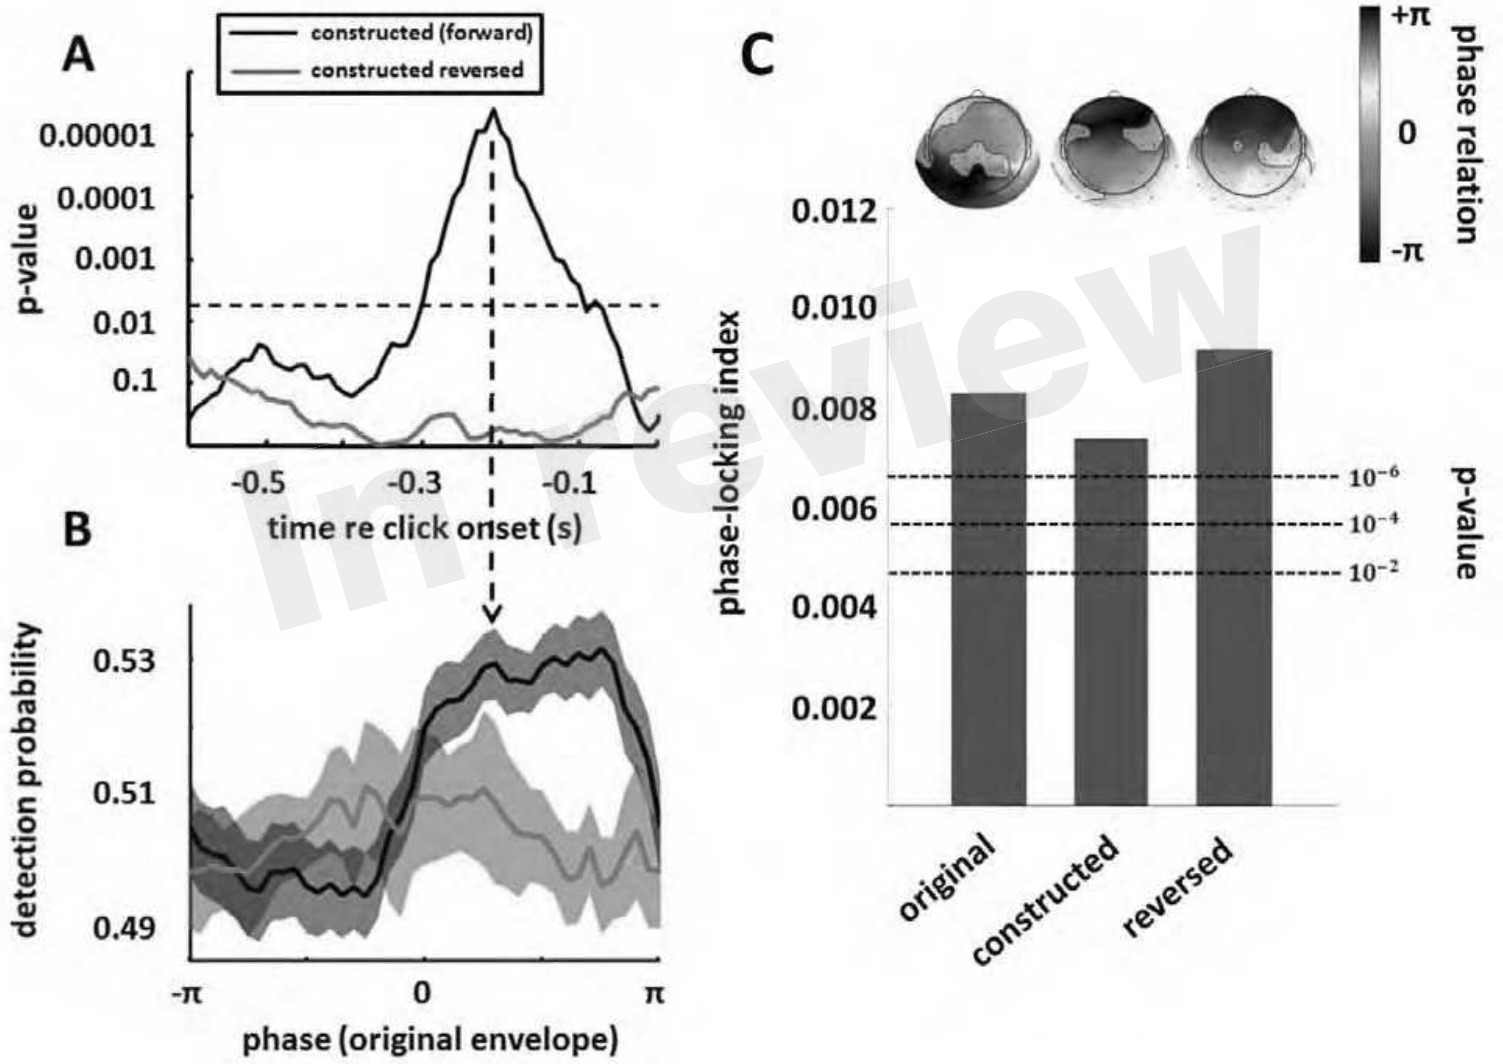 A
constructed (forward)
constructed reversed
p-value
0.00001
0.0001
0.001
0.01
0.1
-0.5
-0.3
-0.1
time re click onset (s)
B
detection probability
0.53
0.51
0.49
-π
0
π
phase (original envelope)
C
+π
0
-π
phase relation
phase-locking index
0.012
0.010
0.008
0.006
0.004
0.002
10⁻⁶
10⁻⁴
10⁻²
p-value
original
constructed
reversed
In review